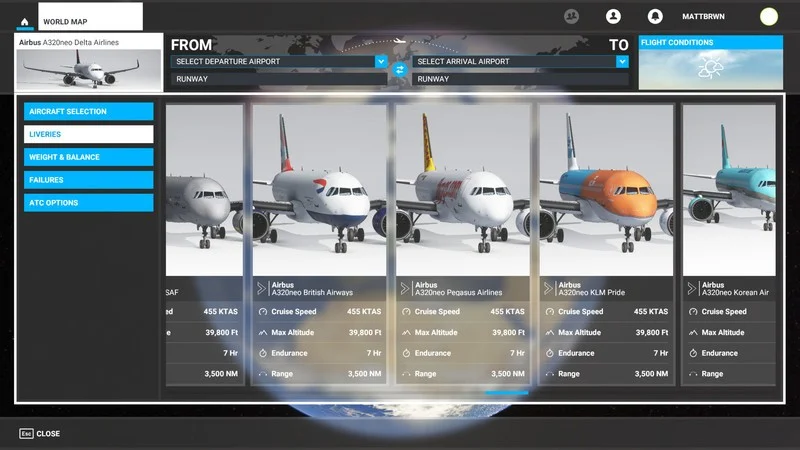 WORLD MAP
MATTBRWN
Airbus A320neo Delta Airlines
FROM
TO
SELECT DEPARTURE AIRPORT
SELECT ARRIVAL AIRPORT
RUNWAY
RUNWAY
FLIGHT CONDITIONS
AIRCRAFT SELECTION
LIVERIES
WEIGHT & BALANCE
FAILURES
ATC OPTIONS
SAF
ed 455 KTAS
e 39,800 Ft
7 Hr
3,500 NM
Airbus
A320neo British Airways
Cruise Speed 455 KTAS
Max Altitude 39,800 Ft
Endurance 7 Hr
Range 3,500 NM
Airbus
A320neo Pegasus Airlines
Cruise Speed 455 KTAS
Max Altitude 39,800 Ft
Endurance 7 Hr
Range 3,500 NM
Airbus
A320neo KLM Pride
Cruise Speed 455 KTAS
Max Altitude 39,800 Ft
Endurance 7 Hr
Range 3,500 NM
Airbus
A320neo Korean Air
Cruise Speed
Max Altitude
Endurance
Range
Esc CLOSE